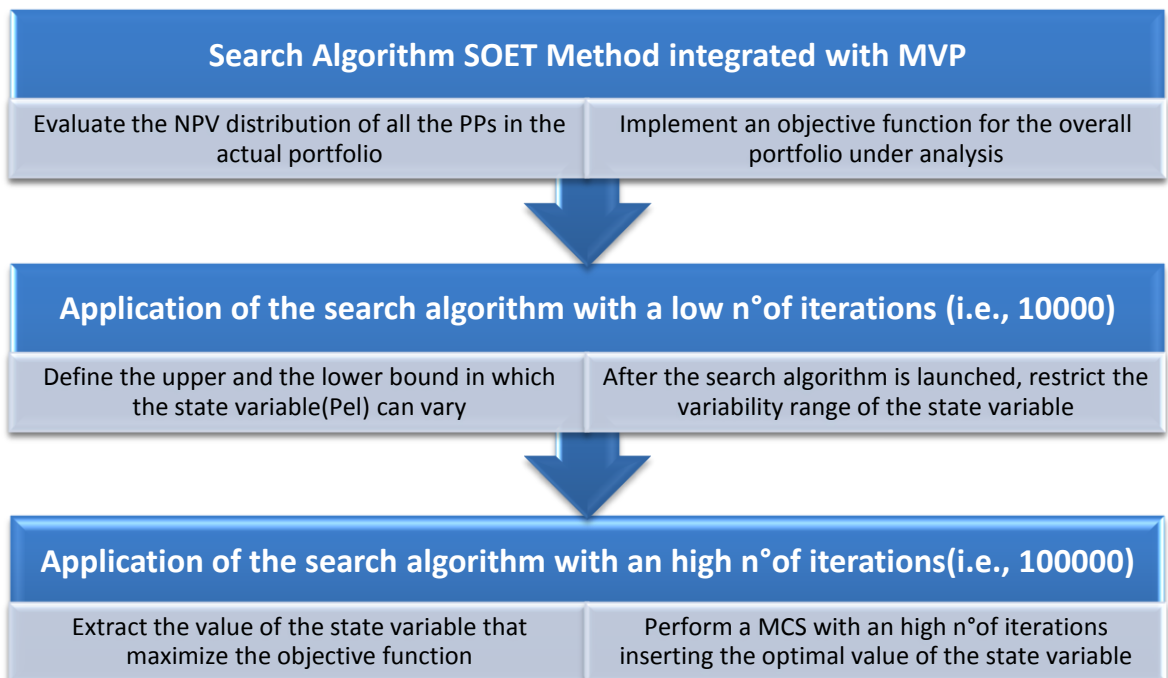 Search Algorithm SOET Method integrated with MVP
Evaluate the NPV distribution of all the PPs in the
actual portfolio
Implement an objective function for the overall
portfolio under analysis
Application of the search algorithm with a low n°of iterations (i.e., 10000)
Define the upper and the lower bound in which
the state variable(Pel) can vary
After the search algorithm is launched, restrict the
variability range of the state variable
Application of the search algorithm with an high n°of iterations(i.e., 100000)
Extract the value of the state variable that
maximize the objective function
Perform a MCS with an high n°of iterations
inserting the optimal value of the state variable